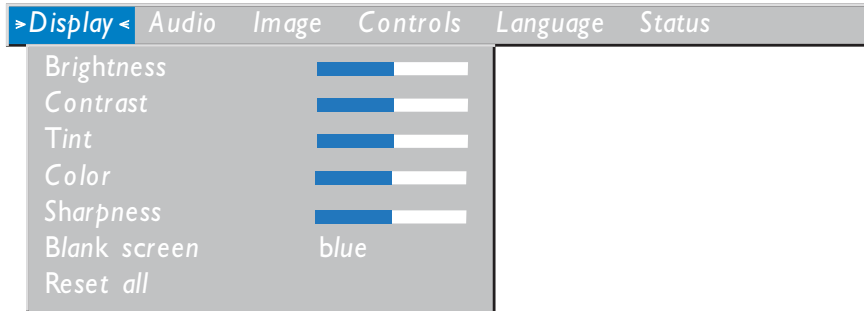 >Display< Audio Image Controls Language Status
Brightness
Contrast
Tint
Color
Sharpness
Blank screen blue
Reset all